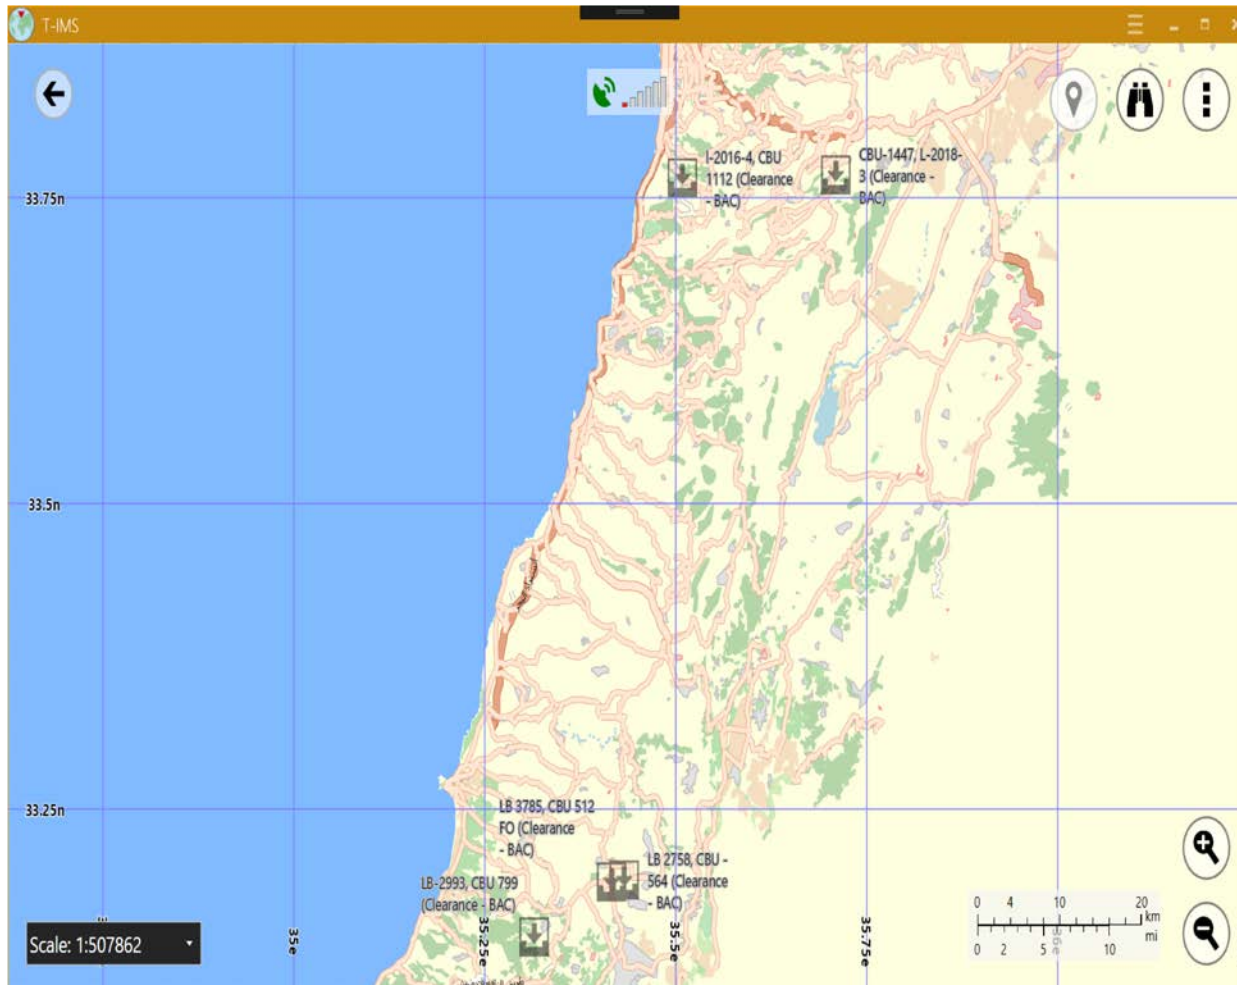 T-IMS
I-2016-4, CBU
1112 (Clearance
- BAC)
CBU-1447, L-2018-
3 (Clearance -
BAC)
33.75n
33.5n
33.25n
LB 3785, CBU 512
FO (Clearance
- BAC)
LB 2758, CBU -
564 (Clearance
- BAC)
LB-2993, CBU 799
(Clearance - BAC)
Scale: 1:507862
35e
35.25e
35.5e
35.75e
36e
0 4 10 20
km
mi
0 2 5 10